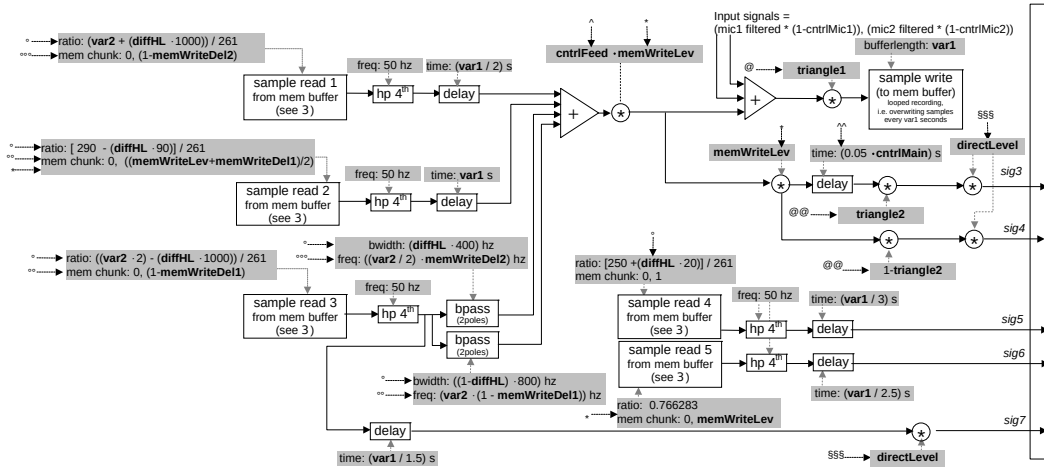 Input signals =
(mic1 filtered * (1-cntrlMic1)), (mic2 filtered * (1-cntrlMic2))
° ratio: (var2 + (diffHL ·1000)) / 261
°°° mem chunk: 0, (1-memWriteDel2)
sample read 1
from mem buffer
(see 3)
freq: 50 hz
hp 4th
time: (var1 / 2) s
delay
^ *
cntrlFeed ·memWriteLev
+
*
@ triangle1
+
*
bufferlength: var1
sample write
(to mem buffer)
looped recording,
i.e. overwriting samples
every var1 seconds
° ratio: [ 290 - (diffHL ·90)] / 261
°° mem chunk: 0, ((memWriteLev+memWriteDel1)/2)
*
sample read 2
from mem buffer
(see 3)
freq: 50 hz
hp 4th
time: var1 s
delay
*
memWriteLev
^^
time: (0.05 ·cntrlMain) s
§§§
directLevel
*
delay
*
*
sig3
@@ triangle2
*
*
sig4
@@ 1-triangle2
° ratio: ((var2 ·2) - (diffHL ·1000)) / 261
°° mem chunk: 0, (1-memWriteDel1)
sample read 3
from mem buffer
(see 3)
freq: 50 hz
hp 4th
° bwidth: (diffHL ·400) hz
°°° freq: ((var2 / 2) ·memWriteDel2) hz
bpass
(2poles)
bpass
(2poles)
° bwidth: ((1-diffHL) ·800) hz
°° freq: (var2 ·(1 - memWriteDel1)) hz
°
ratio: [250 +(diffHL ·20)] / 261
mem chunk: 0, 1
sample read 4
from mem buffer
(see 3)
freq: 50 hz
hp 4th
time: (var1 / 3) s
delay
sig5
sample read 5
from mem buffer
(see 3)
hp 4th
delay
sig6
time: (var1 / 2.5) s
* ratio: 0.766283
mem chunk: 0, memWriteLev
delay
time: (var1 / 1.5) s
*
sig7
§§§ directLevel